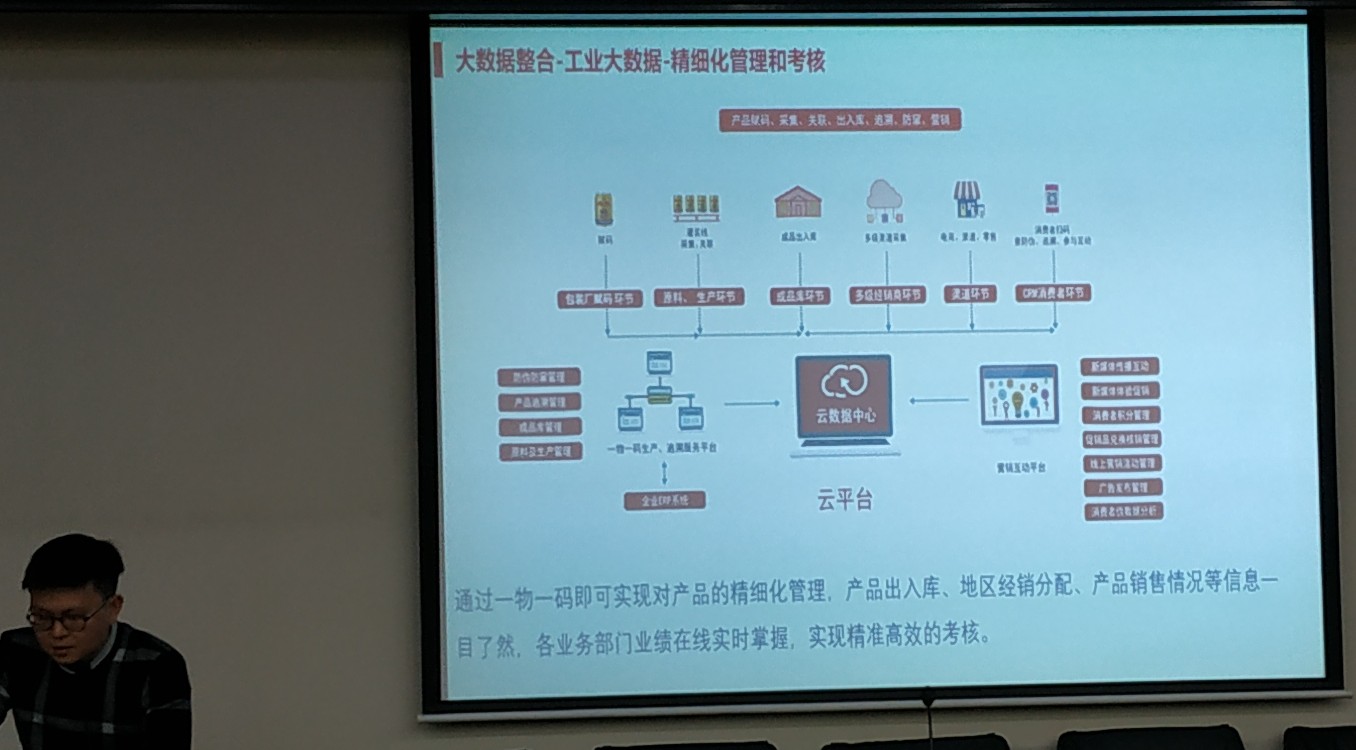 大数据整合-工业大数据-精细化管理和考核
产品赋码、采集、关联、出入库、追溯、防窜、营销
赋码
灌装线
采集、关联
成品出入库
多级渠道采集
电商、渠道、零售
消费者扫码
查防伪、追溯、参与互动
包装厂赋码环节
原料、生产环节
成品库环节
多级经销商环节
渠道环节
CRM消费者环节
防伪防窜管理
产品追溯管理
成品库管理
原料及生产管理
一物一码生产、追溯服务平台
企业ERP系统
云数据中心
云平台
营销互动平台
新媒体传播互动
新媒体体验促销
消费者积分管理
促销品兑换核销管理
线上营销活动管理
广告发布管理
消费者线数据分析
通过一物一码即可实现对产品的精细化管理，产品出入库、地区经销分配、产品销售情况等信息一
目了然，各业务部门业绩在线实时掌握，实现精准高效的考核。